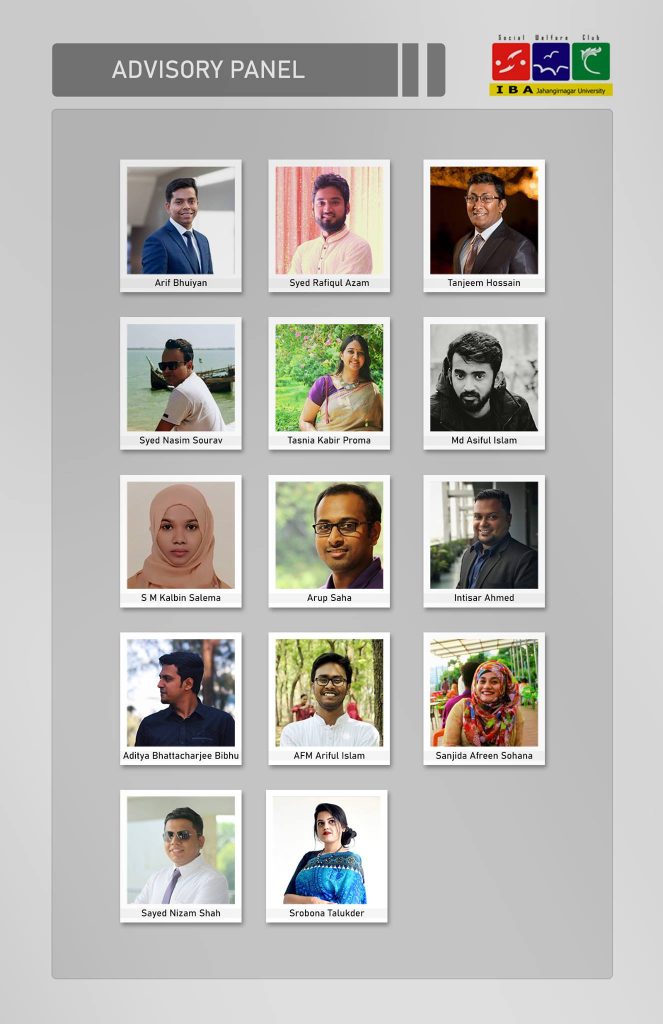 ADVISORY PANEL
Social Welfare Club
IBA Jahangirnagar University
Arif Bhuiyan
Syed Rafiqul Azam
Tanjeem Hossain
Syed Nasim Sourav
Tasnia Kabir Proma
Md Asiful Islam
S M Kalbin Salema
Arup Saha
Intisar Ahmed
Aditya Bhattacharjee Bibhu
AFM Ariful Islam
Sanjida Afreen Sohana
Sayed Nizam Shah
Srobona Talukder